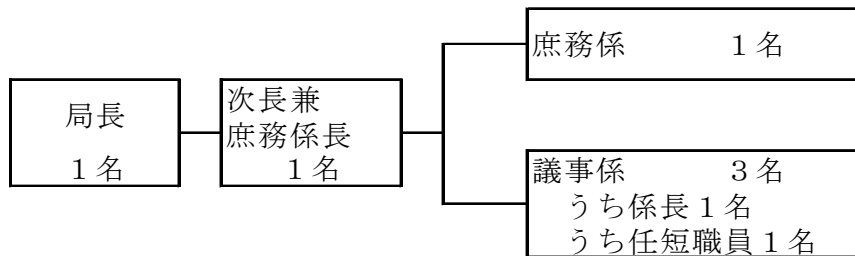 局長
１名
次長兼
庶務係長
１名
庶務係　　　１名
議事係　　　３名
うち係長１名
うち任短職員１名